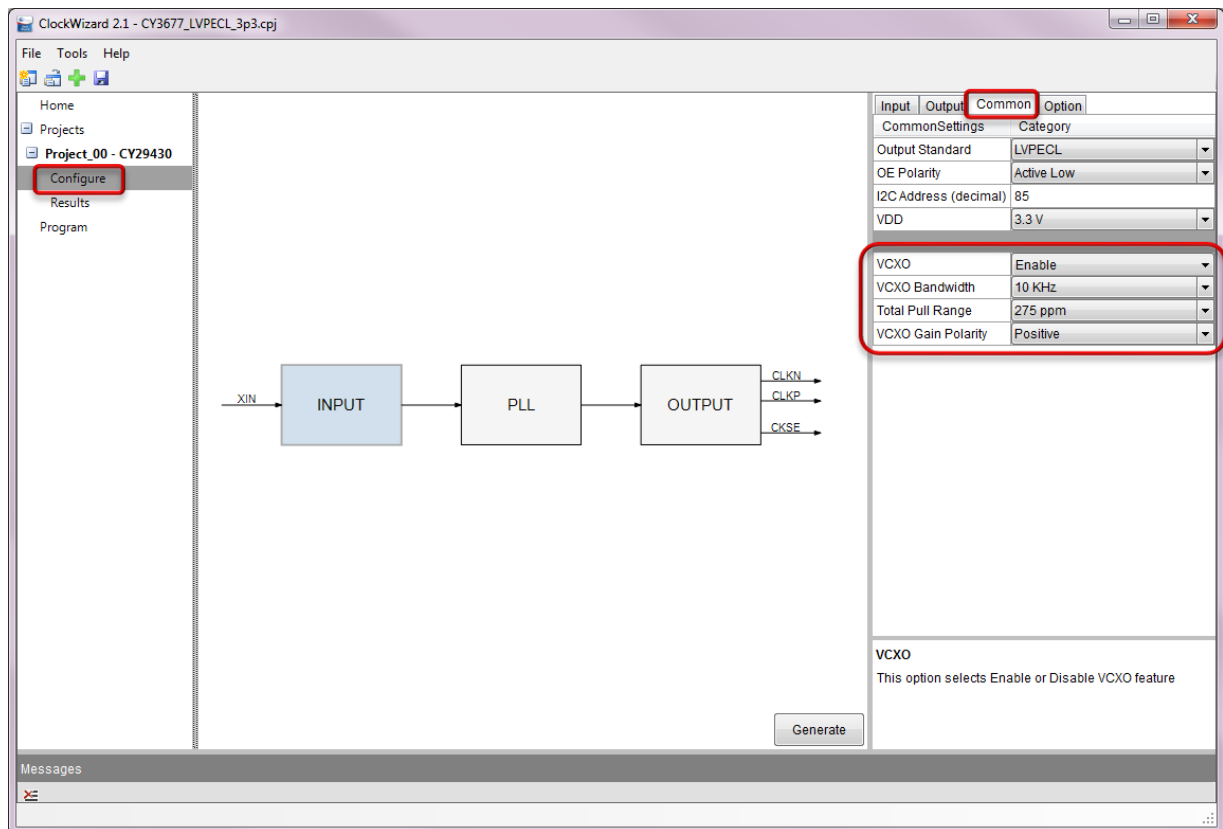 ClockWizard 2.1 - CY3677_LVPECL_3p3.cpj
File Tools Help
Home
Projects
Project_00 - CY29430
Configure
Results
Program
XIN
INPUT
PLL
OUTPUT
CLKN
CLKP
CKSE
Generate
Input Output Common Option
CommonSettings Category
Output Standard LVPECL
OE Polarity Active Low
I2C Address (decimal) 85
VDD 3.3 V
VCXO Enable
VCXO Bandwidth 10 KHz
Total Pull Range 275 ppm
VCXO Gain Polarity Positive
VCXO
This option selects Enable or Disable VCXO feature
Messages